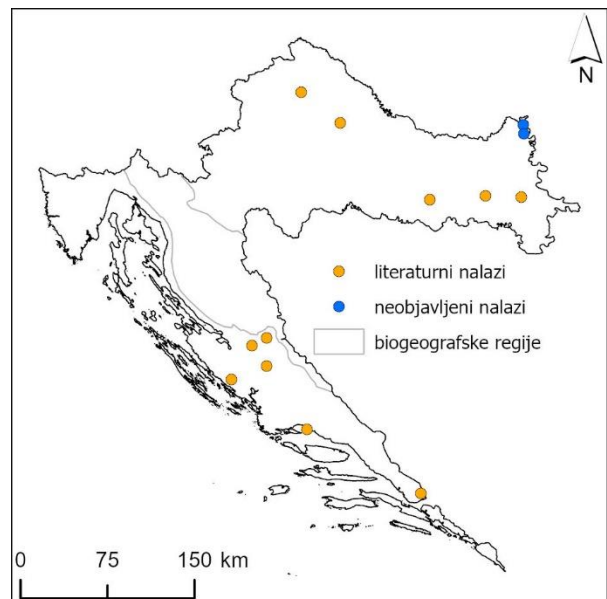 N
literaturni nalazi
neobjavljeni nalazi
biogeografske regije
0 75 150 km